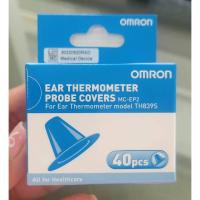 OMRON
Medical Device
OMRON
EAR THERMOMETER
PROBE COVERS MC-EP2
For Ear Thermometer model TH839S
40pcs
All for Healthcare